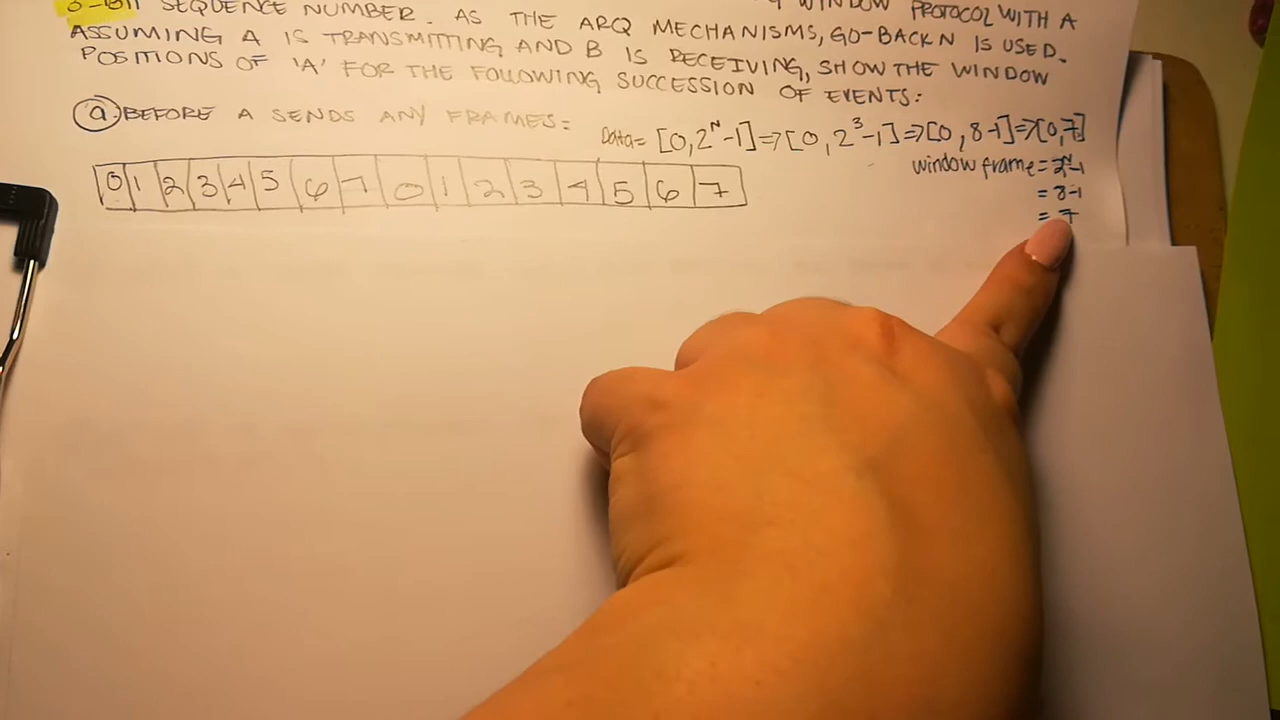 3-BIT SEQUENCE NUMBER. AS THE ARQ MECHANISMS, GO-BACK N IS USED.
WINDOW PROTOCOL WITH A
ASSUMING A IS TRANSMITTING AND B IS RECEIVING, SHOW THE WINDOW
POSITIONS OF 'A' FOR THE FOLLOWING SUCCESSION OF EVENTS:
(a) BEFORE A SENDS ANY FRAMES:
Data = [0, 2^N -1] => [0, 2^3 -1] => [0, 8-1] => [0,7]
window frame = 2^N-1
= 8-1
= 7
0 1 2 3 4 5 6 7 0 1 2 3 4 5 6 7